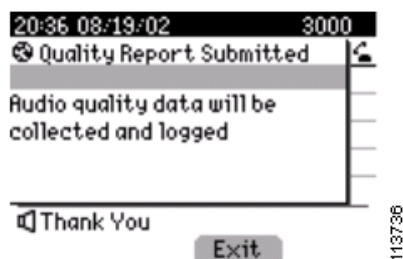 20:36 08/19/02 3000
Quality Report Submitted
Audio quality data will be
collected and logged
Thank You
Exit
113736